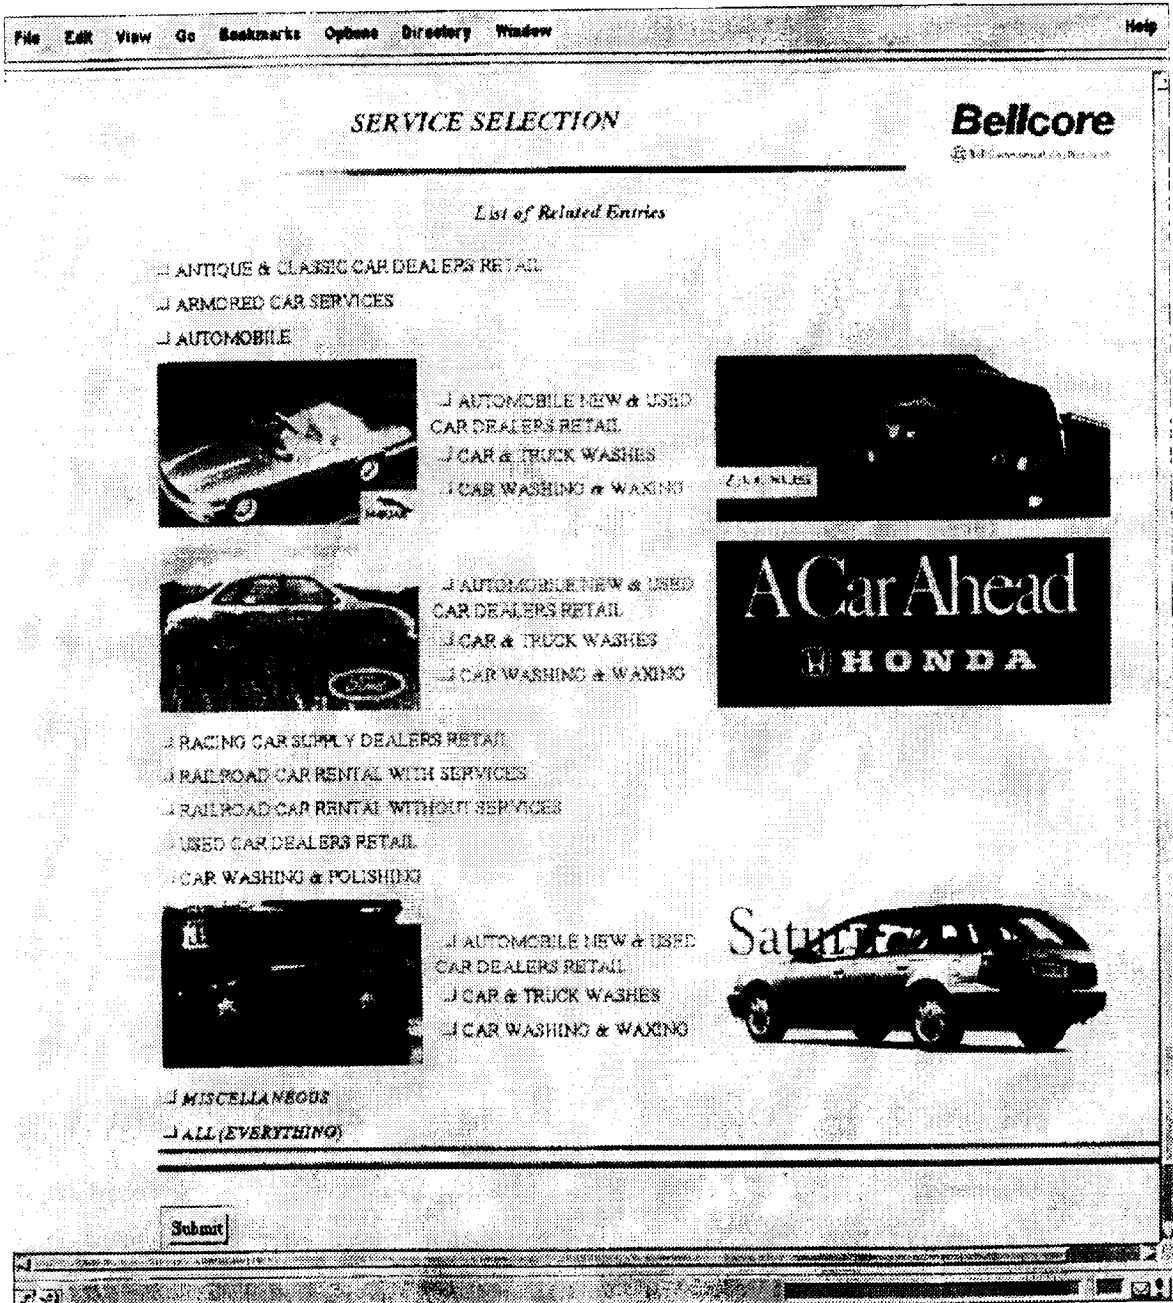 File Edit View Go Bookmarks Options Directory Window Help
SERVICE SELECTION
Bellcore
List of Related Entries
ANTIQUE & CLASSIC CAR DEALERS RETAIL
ARMORED CAR SERVICES
AUTOMOBILE
AUTOMOBILE NEW & USED
CAR DEALERS RETAIL
CAR & TRUCK WASHES
CAR WASHING & WAXING
LEXUS
AUTOMOBILE NEW & USED
CAR DEALERS RETAIL
CAR & TRUCK WASHES
CAR WASHING & WAXING
Ford
A Car Ahead
HONDA
RACING CAR SUPPLY DEALERS RETAIL
RAILROAD CAR RENTAL WITH SERVICES
RAILROAD CAR RENTAL WITHOUT SERVICES
USED CAR DEALERS RETAIL
CAR WASHING & POLISHING
AUTOMOBILE NEW & USED
CAR DEALERS RETAIL
CAR & TRUCK WASHES
CAR WASHING & WAXING
Saturn
MISCELLANEOUS
ALL (EVERYTHING)
Submit